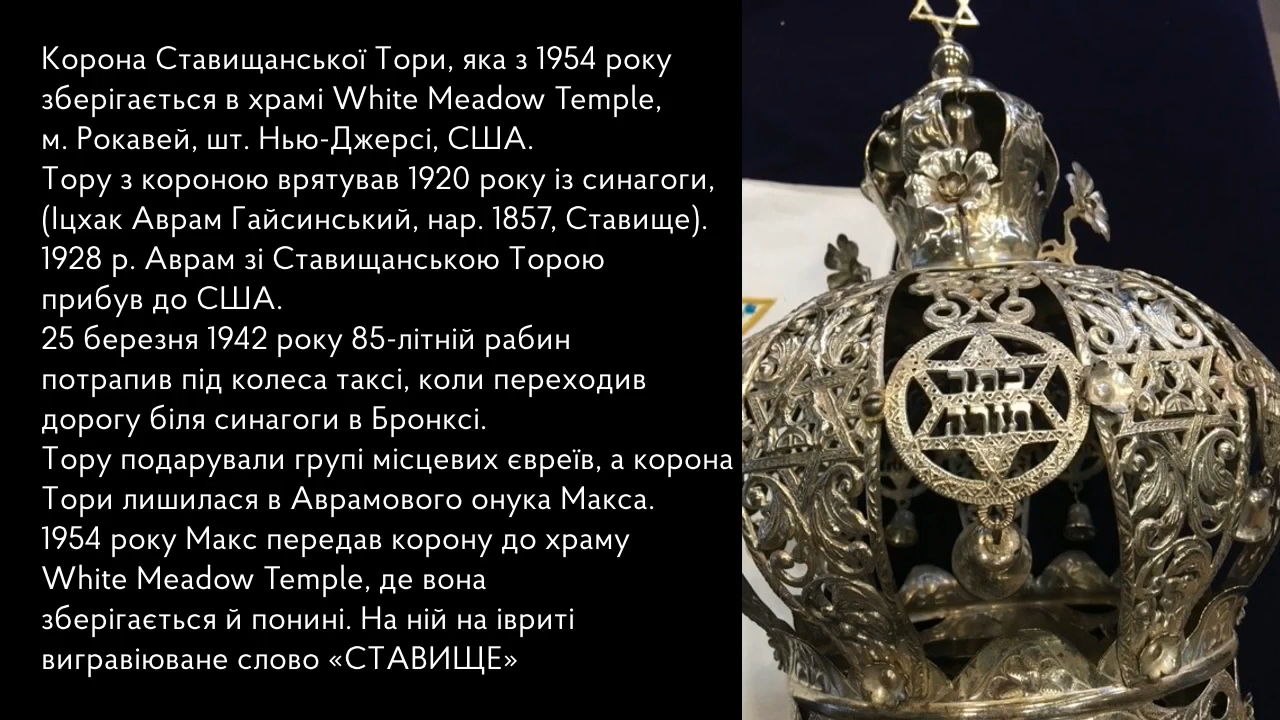 Корона Ставищанської Тори, яка з 1954 року
зберігається в храмі White Meadow Temple,
м. Рокавей, шт. Нью-Джерсі, США.
Тору з короною врятував 1920 року із синагоги,
(Іцхак Аврам Гайсинський, нар. 1857, Ставище).
1928 р. Аврам зі Ставищанською Торою
прибув до США.
25 березня 1942 року 85-літній рабин
потрапив під колеса таксі, коли переходив
дорогу біля синагоги в Бронксі.
Тору подарували групі місцевих євреїв, а корона
Тори лишилася в Аврамового онука Макса.
1954 року Макс передав корону до храму
White Meadow Temple, де вона
зберігається й понині. На ній на івриті
вигравіюване слово «СТАВИЩЕ»
כתר
תורה